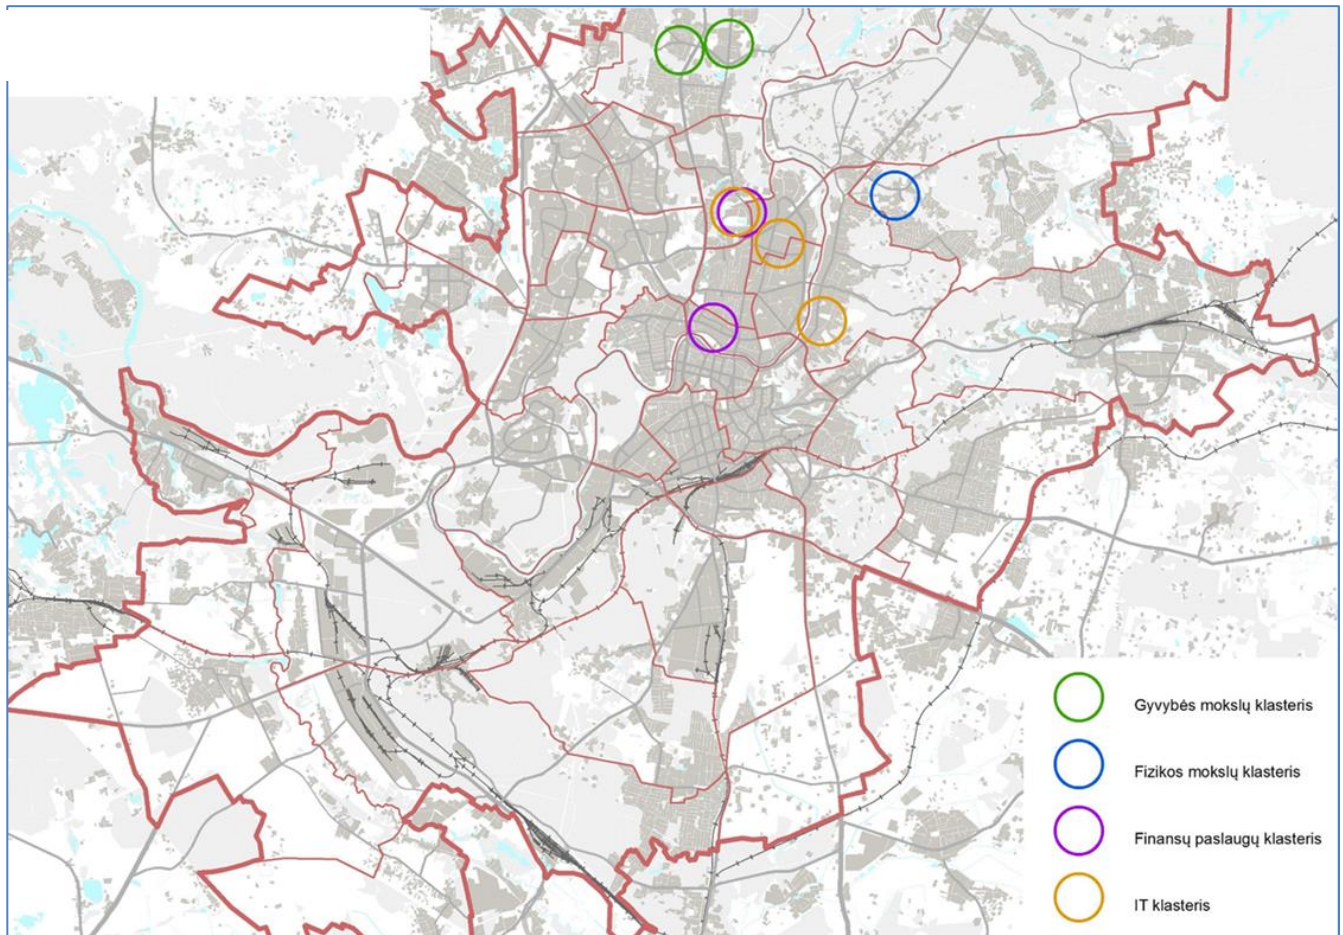 Gyvybės mokslų klasteris
Fizikos mokslų klasteris
Finansų paslaugų klasteris
IT klasteris